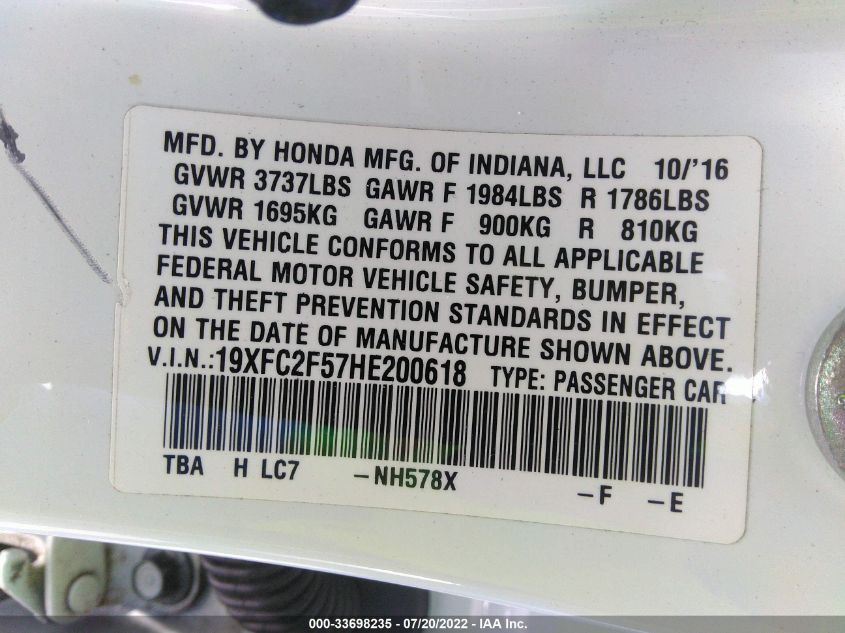 MFD. BY HONDA MFG. OF INDIANA, LLC 10/'16
GVWR 3737LBS GAWR F 1984LBS R 1786LBS
GVWR 1695KG GAWR F 900KG R 810KG
THIS VEHICLE CONFORMS TO ALL APPLICABLE
FEDERAL MOTOR VEHICLE SAFETY, BUMPER,
AND THEFT PREVENTION STANDARDS IN EFFECT
ON THE DATE OF MANUFACTURE SHOWN ABOVE.
V.I.N.:19XFC2F57HE200618 TYPE: PASSENGER CAR
TBA H LC7 -NH578X -F -E
000-33698235 - 07/20/2022 - IAA Inc.